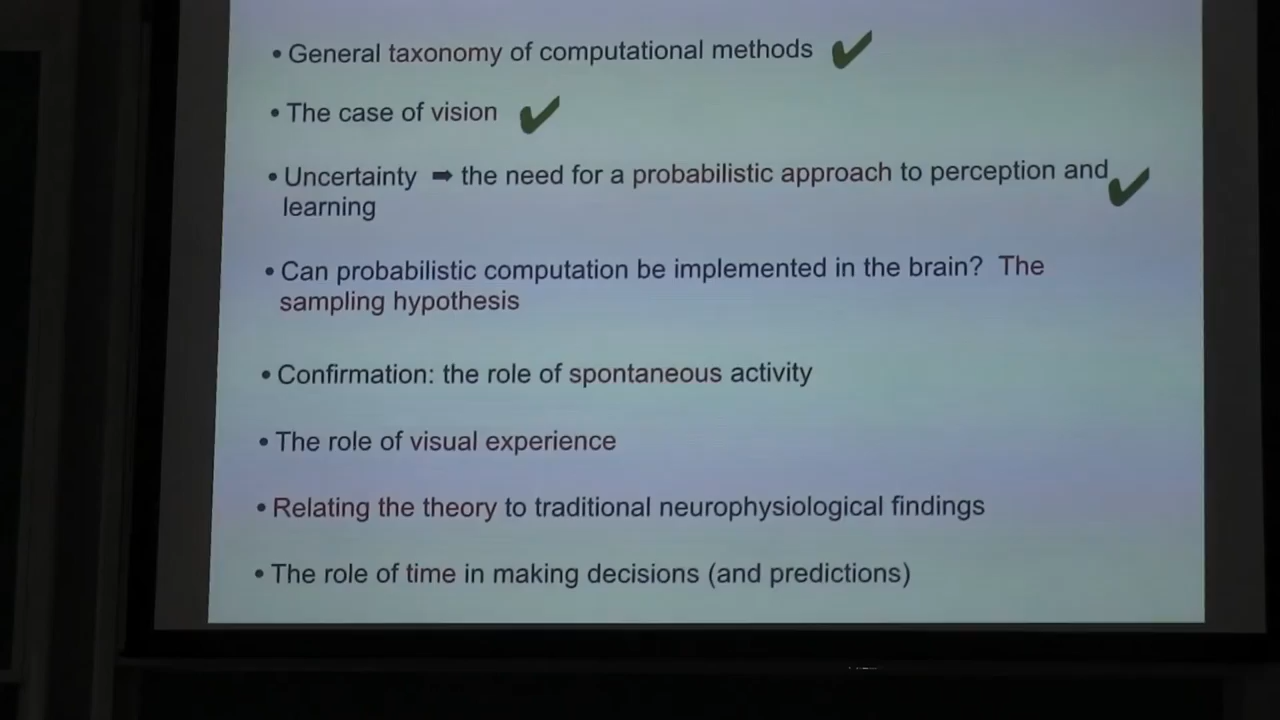 • General taxonomy of computational methods ✔
• The case of vision ✔
• Uncertainty ➡ the need for a probabilistic approach to perception and ✔
learning
• Can probabilistic computation be implemented in the brain? The
sampling hypothesis
• Confirmation: the role of spontaneous activity
• The role of visual experience
• Relating the theory to traditional neurophysiological findings
• The role of time in making decisions (and predictions)